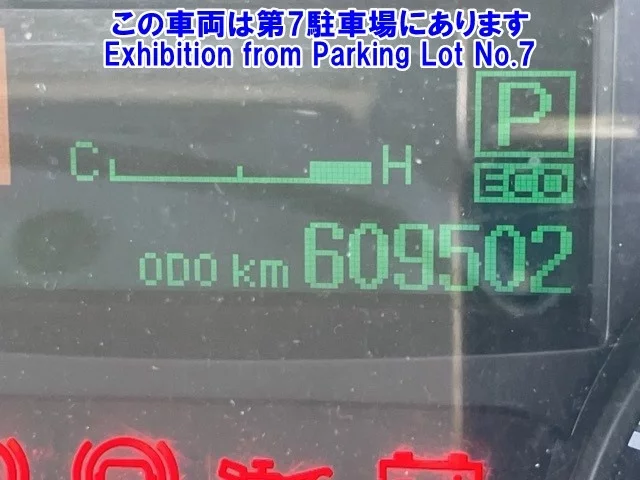 この車両は第7駐車場にあります
Exhibition from Parking Lot No.7
P
C H
ECO
ODO km 609502